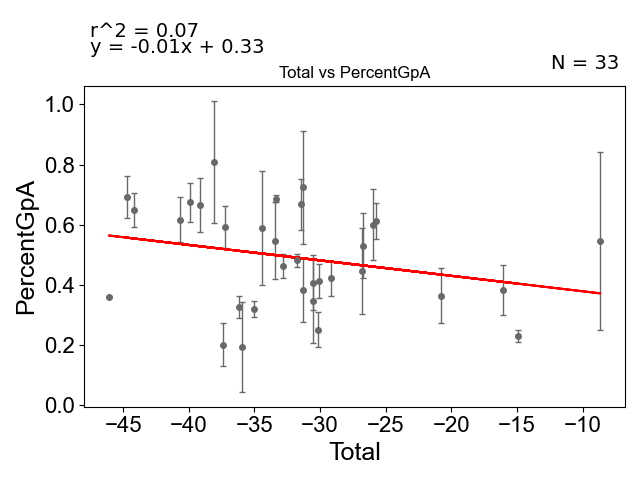 r^2 = 0.07
y = -0.01x + 0.33
N = 33
Total vs PercentGpA
PercentGpA
1.0
0.8
0.6
0.4
0.2
0.0
−45 −40 −35 −30 −25 −20 −15 −10
Total